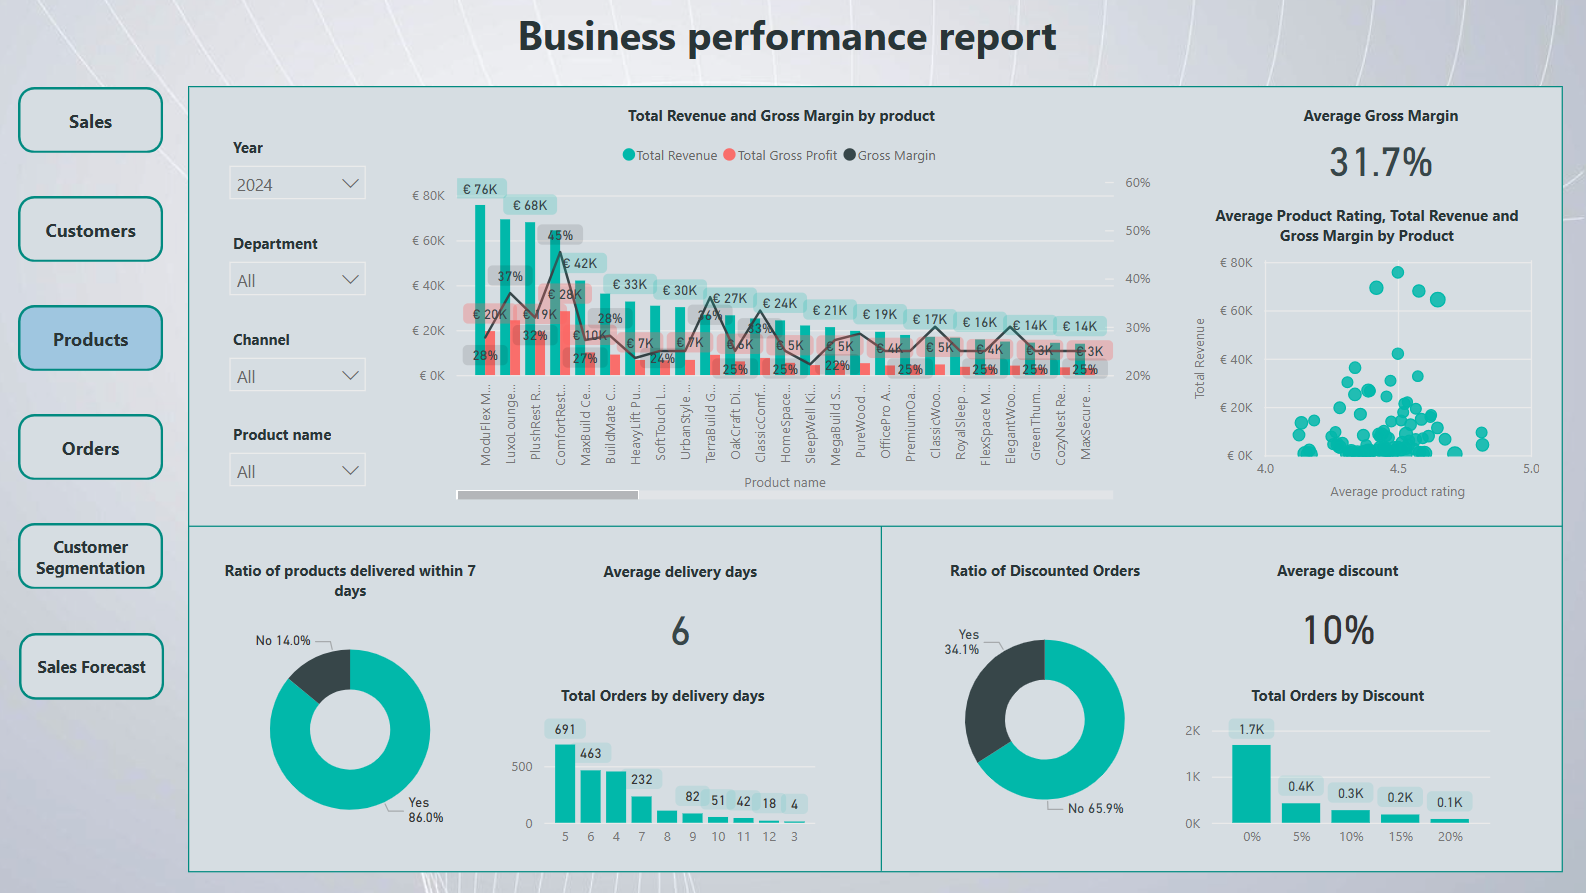 Business performance report
Sales
Customers
Products
Orders
Customer
Segmentation
Sales Forecast
Year
2024
Department
All
Channel
All
Product name
All
Total Revenue and Gross Margin by product
Total Revenue Total Gross Profit Gross Margin
€ 80K
€ 60K
€ 40K
€ 20K
€ 0K
60%
50%
40%
30%
20%
€ 76K
€ 68K
€ 42K
€ 33K
€ 30K
€ 27K
€ 24K
€ 21K
€ 19K
€ 17K
€ 16K
€ 14K
€ 14K
€ 20K
€ 19K
€ 28K
€ 10K
€ 7K
€ 7K
€ 6K
€ 5K
€ 5K
€ 4K
€ 5K
€ 4K
€ 3K
€ 3K
28%
37%
32%
45%
27%
28%
24%
36%
25%
33%
25%
22%
25%
25%
25%
25%
ModuFlex M...
LuxoLounge...
PlushRest R...
ComfortRest...
MaxBuild Ce...
BuildMate C...
HeavyLift Pu...
SoftTouch L...
UrbanStyle ...
TerraBuild G...
OakCraft Di...
ClassicComf...
HomeSpace...
SleepWell Ki...
MegaBuild S...
PureWood ...
OfficePro A...
PremiumOa...
ClassicWoo...
RoyalSleep ...
FlexSpace M...
ElegantWoo...
GreenThum...
CozyNest Re...
MaxSecure ...
Product name
Average Gross Margin
31.7%
Average Product Rating, Total Revenue and
Gross Margin by Product
Total Revenue
€ 80K
€ 60K
€ 40K
€ 20K
€ 0K
4.0 4.5 5.0
Average product rating
Ratio of products delivered within 7
days
No 14.0%
Yes
86.0%
Average delivery days
6
Total Orders by delivery days
500
0
691
463
232
82
51
42
18
4
5 6 4 7 8 9 10 11 12 3
Ratio of Discounted Orders
Yes
34.1%
No 65.9%
Average discount
10%
Total Orders by Discount
2K
1K
0K
1.7K
0.4K
0.3K
0.2K
0.1K
0% 5% 10% 15% 20%